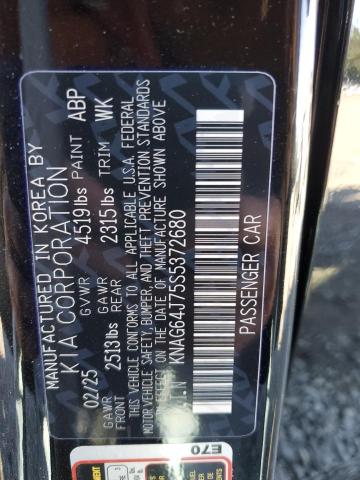 MANUFACTURED IN KOREA BY
KIA CORPORATION
GVWR 4519lbs PAINT ABP
02/25 GAWR REAR 2315lbs TRIM WK
GAWR FRONT 2513lbs
THIS VEHICLE CONFORMS TO ALL APPLICABLE U.S.A. FEDERAL
MOTOR VEHICLE SAFETY, BUMPER, AND THEFT PREVENTION STANDARDS
IN EFFECT ON THE DATE OF MANUFACTURE SHOWN ABOVE
V.I.N KNAG64J75S5372680
PASSENGER CAR
E70